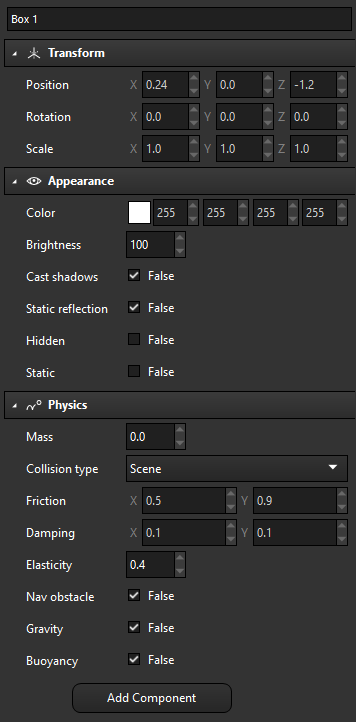 Box 1
Transform
Position X 0.24 Y 0.0 Z -1.2
Rotation X 0.0 Y 0.0 Z 0.0
Scale X 1.0 Y 1.0 Z 1.0
Appearance
Color 255 255 255 255
Brightness 100
Cast shadows False
Static reflection False
Hidden False
Static False
Physics
Mass 0.0
Collision type Scene
Friction X 0.5 Y 0.9
Damping X 0.1 Y 0.1
Elasticity 0.4
Nav obstacle False
Gravity False
Buoyancy False
Add Component